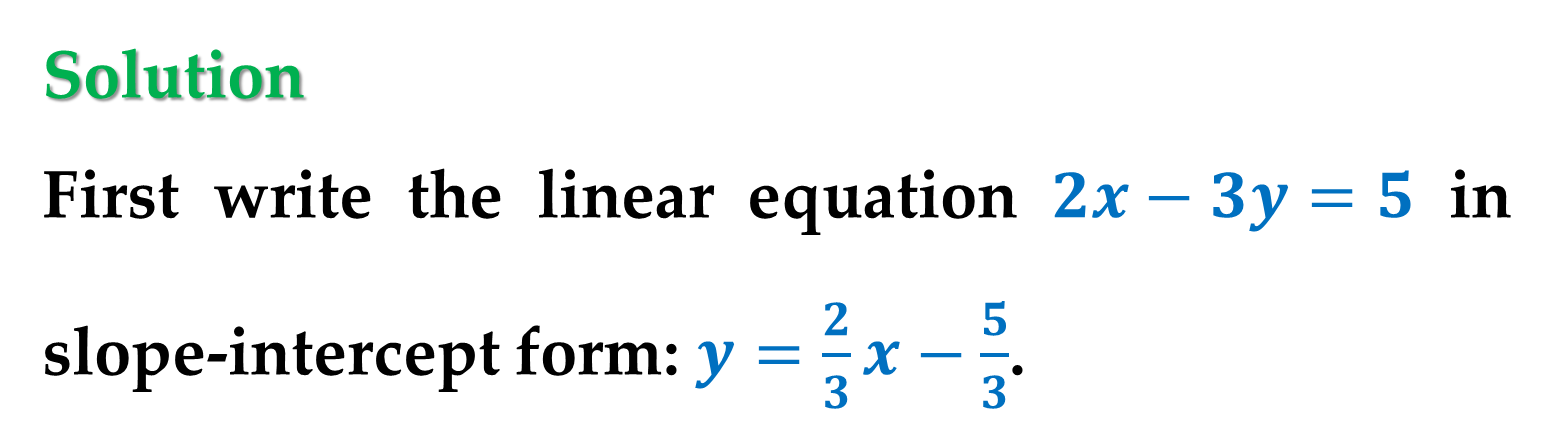 Solution
First write the linear equation 2x − 3y = 5 in
slope-intercept form: y = 2/3 x − 5/3.